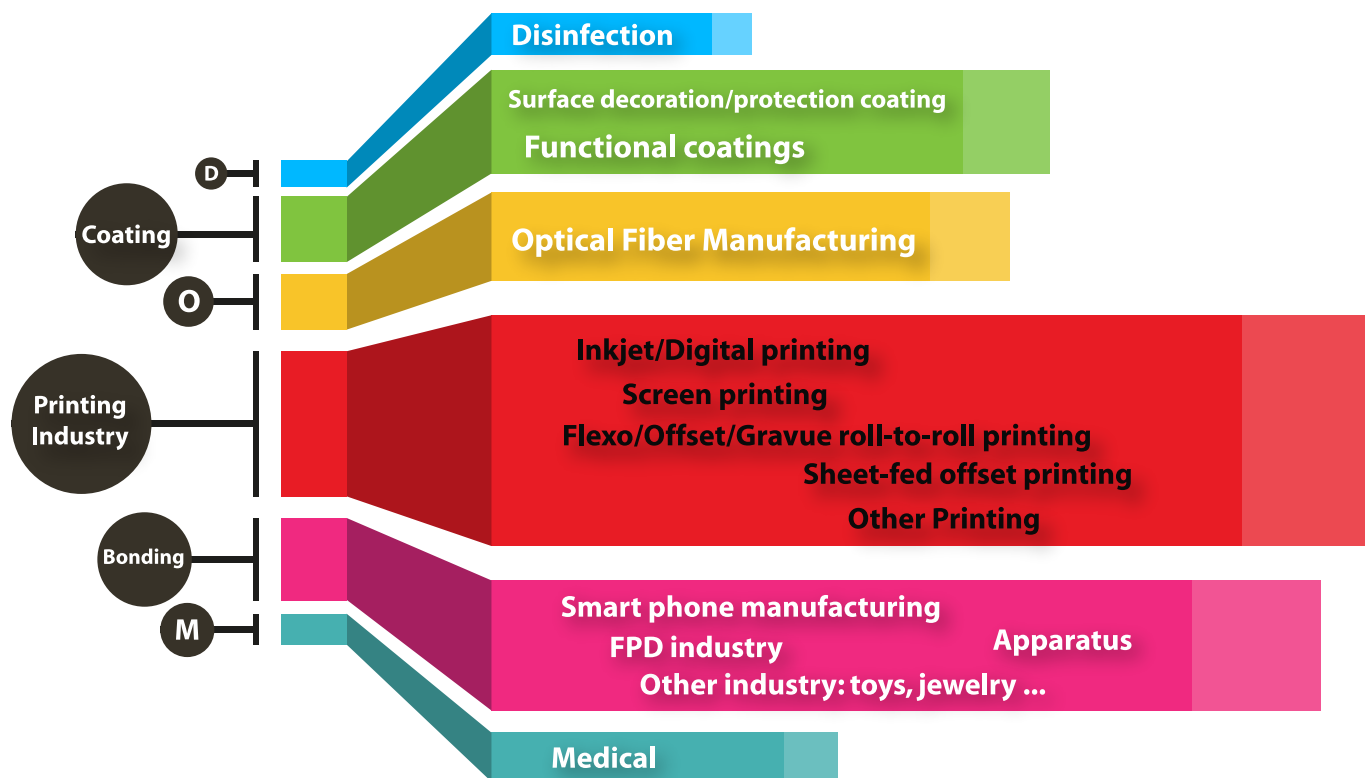 Disinfection
Surface decoration/protection coating
Functional coatings
D
Coating
Optical Fiber Manufacturing
O
Inkjet/Digital printing
Screen printing
Flexo/Offset/Gravue roll-to-roll printing
Sheet-fed offset printing
Other Printing
Printing
Industry
Bonding
Smart phone manufacturing
FPD industry
Apparatus
Other industry: toys, jewelry ...
M
Medical